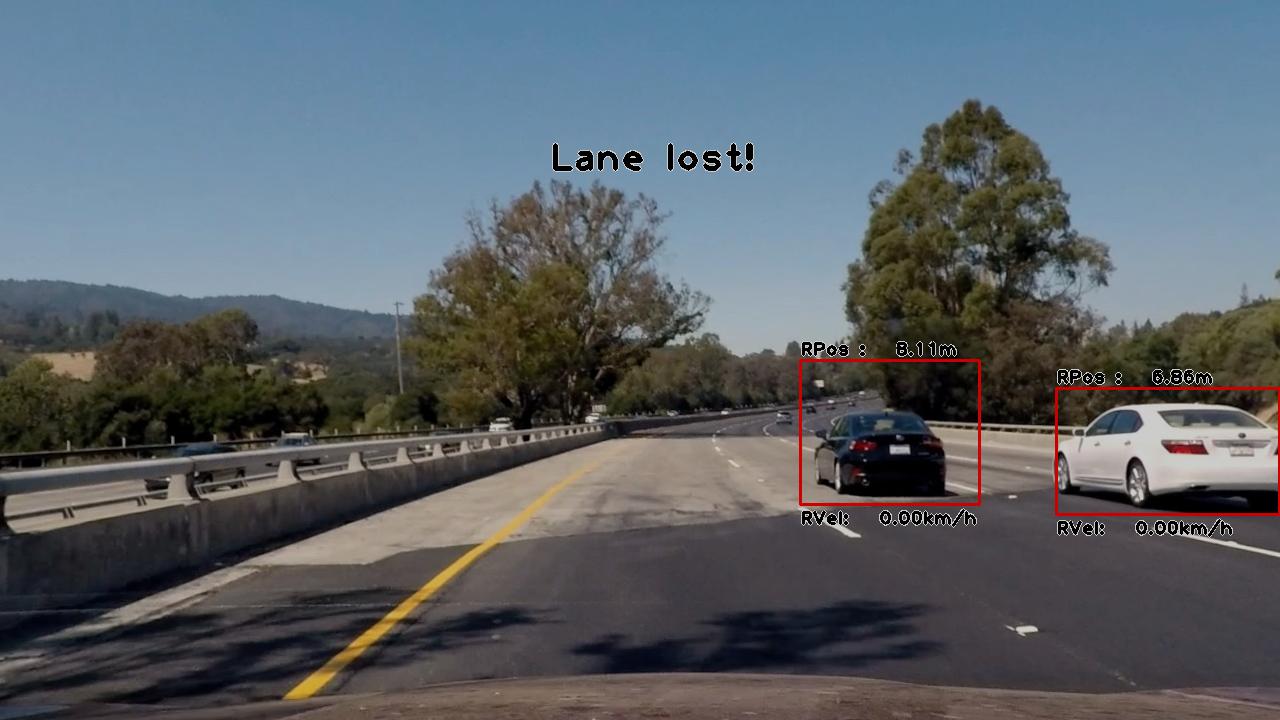 Lane lost!
RPos : 8.11m
RPos : 6.86m
RVel: 0.00km/h
RVel: 0.00km/h